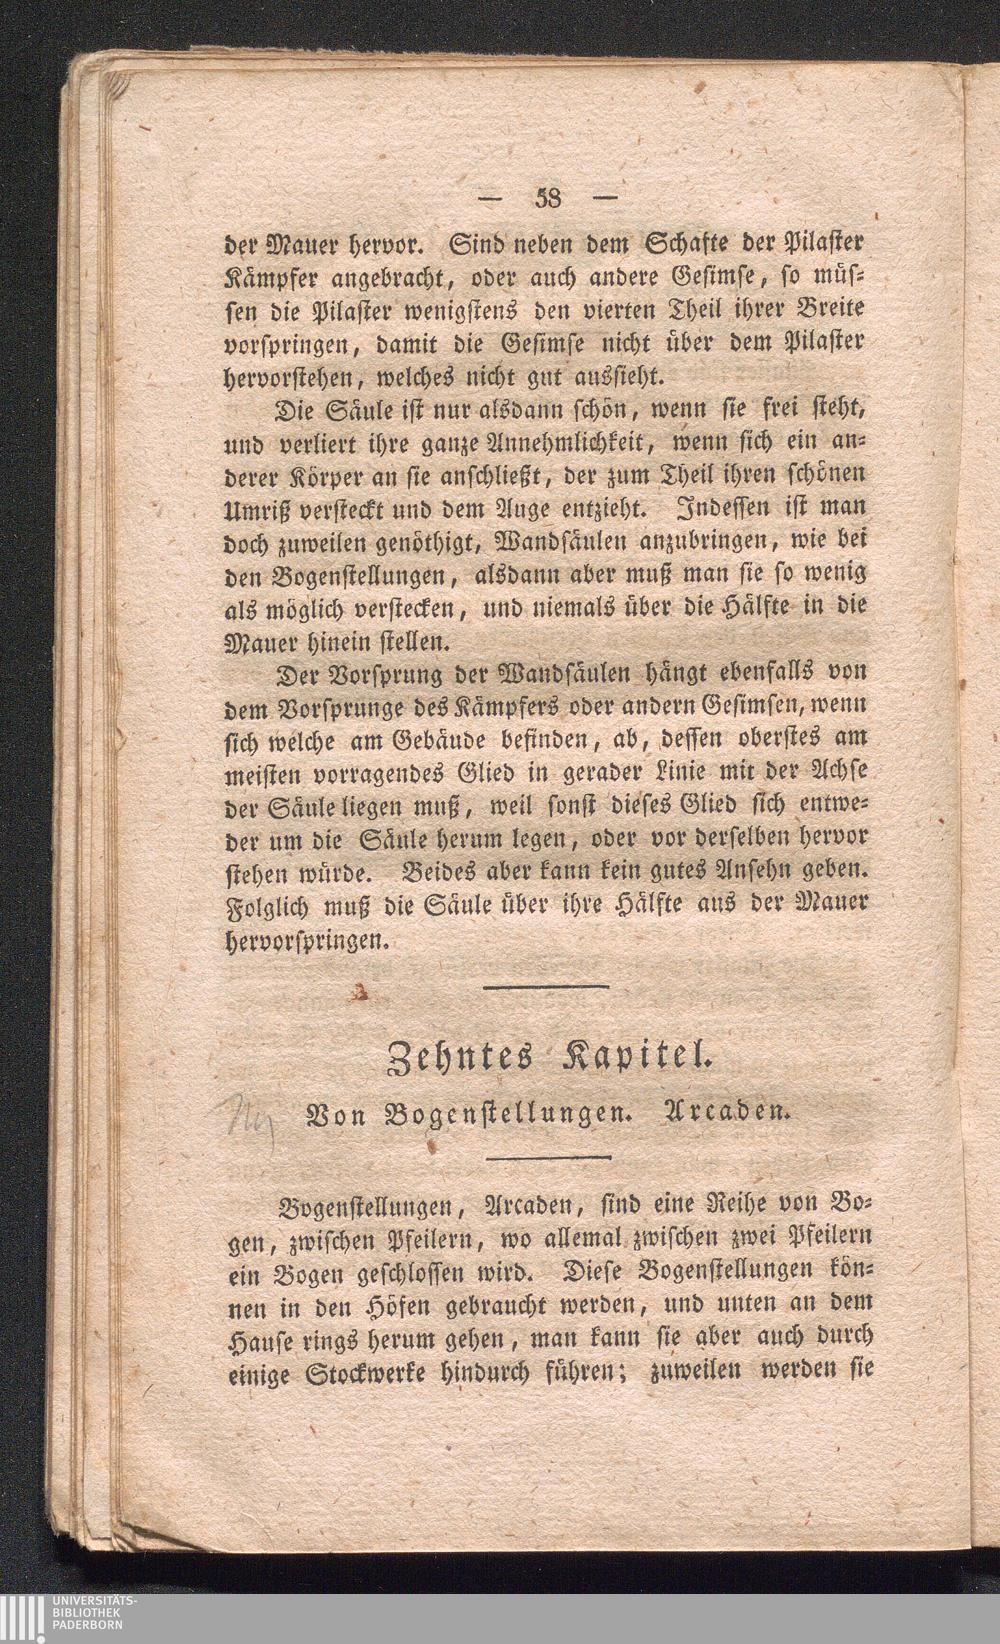 — 58 —
der Mauer hervor. Sind neben dem Schafte der Pilaster
Kämpfer angebracht, oder auch andere Gesimse, so müs-
sen die Pilaster wenigstens den vierten Theil ihrer Breite
vorspringen, damit die Gesimse nicht über dem Pilaster
hervorstehen, welches nicht gut aussieht.
Die Säule ist nur alsdann schön, wenn sie frei steht,
und verliert ihre ganze Annehmlichkeit, wenn sich ein an-
derer Körper an sie anschließt, der zum Theil ihren schönen
Umriß versteckt und dem Auge entzieht. Indessen ist man
doch zuweilen genöthigt, Wandsäulen anzubringen, wie bei
den Bogenstellungen, alsdann aber muß man sie so wenig
als möglich verstecken, und niemals über die Hälfte in die
Mauer hinein stellen.
Der Vorsprung der Wandsäulen hängt ebenfalls von
dem Vorsprunge des Kämpfers oder andern Gesimsen, wenn
sich welche am Gebäude befinden, ab, dessen oberstes am
meisten vorragendes Glied in gerader Linie mit der Achse
der Säule liegen muß, weil sonst dieses Glied sich entwe-
der um die Säule herum legen, oder vor derselben hervor
stehen würde. Beides aber kann kein gutes Ansehn geben.
Folglich muß die Säule über ihre Hälfte aus der Mauer
hervorspringen.
Zehntes Kapitel.
Von Bogenstellungen. Arcaden.
Bogenstellungen, Arcaden, sind eine Reihe von Bo-
gen, zwischen Pfeilern, wo allemal zwischen zwei Pfeilern
ein Bogen geschlossen wird. Diese Bogenstellungen kön-
nen in den Höfen gebraucht werden, und unten an dem
Hause rings herum gehen, man kann sie aber auch durch
einige Stockwerke hindurch führen; zuweilen werden sie
UNIVERSITÄTS-
BIBLIOTHEK
PADERBORN